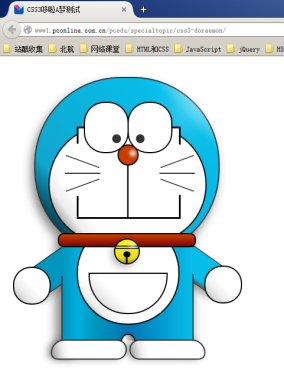 CSS3哆啦A梦测试
www1.pconline.com.cn/pcedu/specialtopic/css3-doraemon/
站酷收集 北航 网络课堂 HTML和CSS JavaScript jQuery